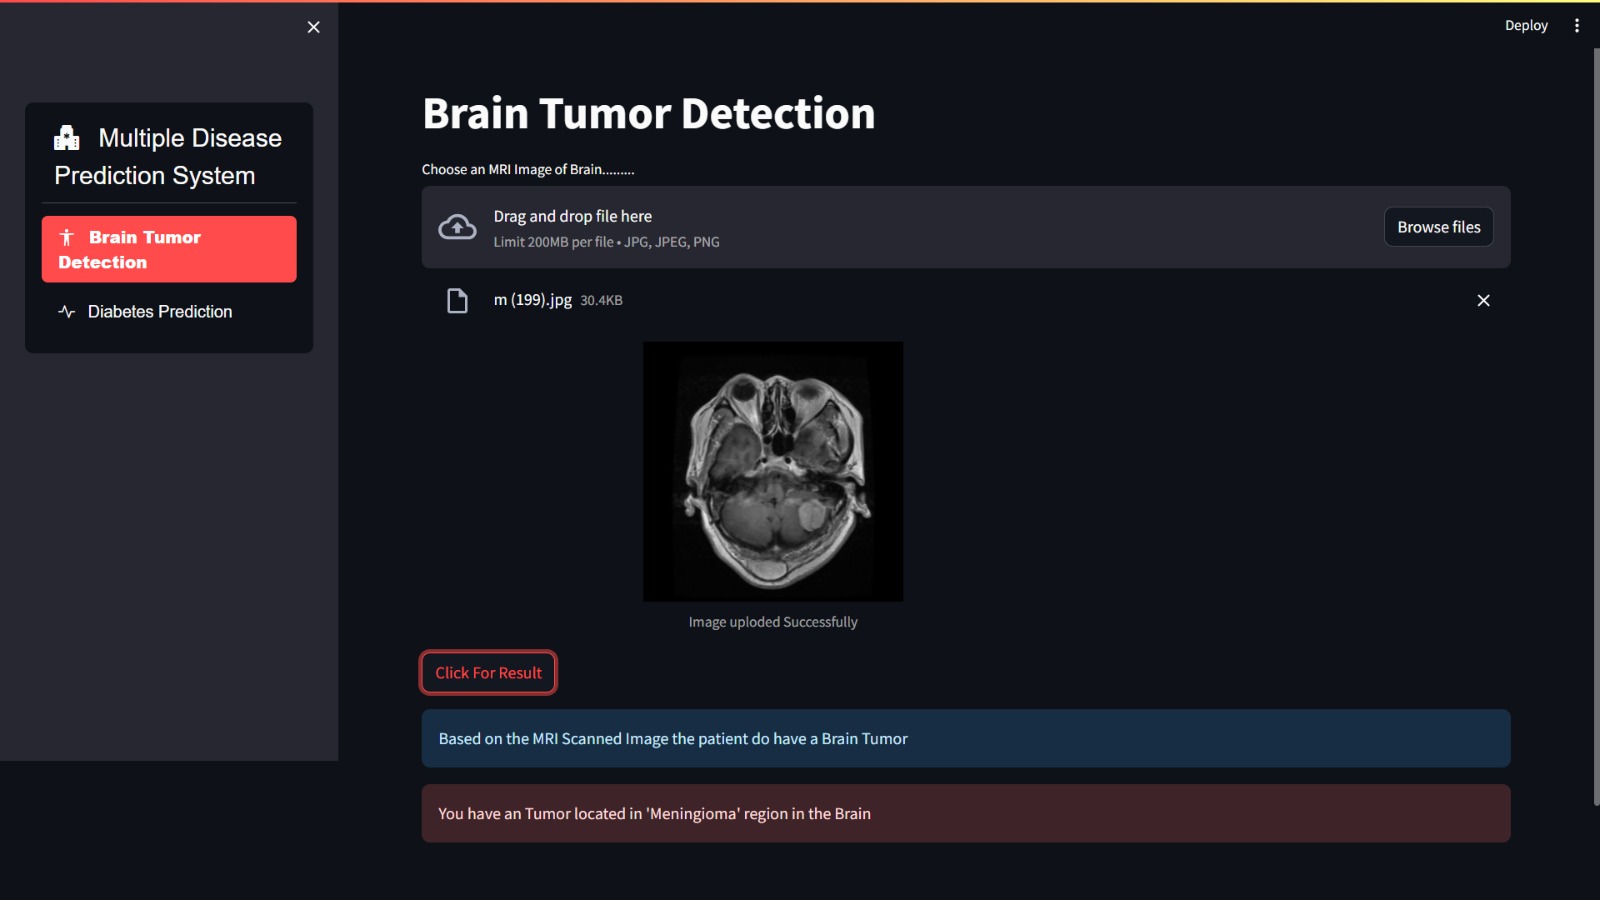 Deploy
Multiple Disease
Prediction System
Brain Tumor
Detection
Diabetes Prediction
Brain Tumor Detection
Choose an MRI Image of Brain.........
Drag and drop file here
Limit 200MB per file • JPG, JPEG, PNG
Browse files
m (199).jpg 30.4KB
Image uploded Successfully
Click For Result
Based on the MRI Scanned Image the patient do have a Brain Tumor
You have an Tumor located in 'Meningioma' region in the Brain